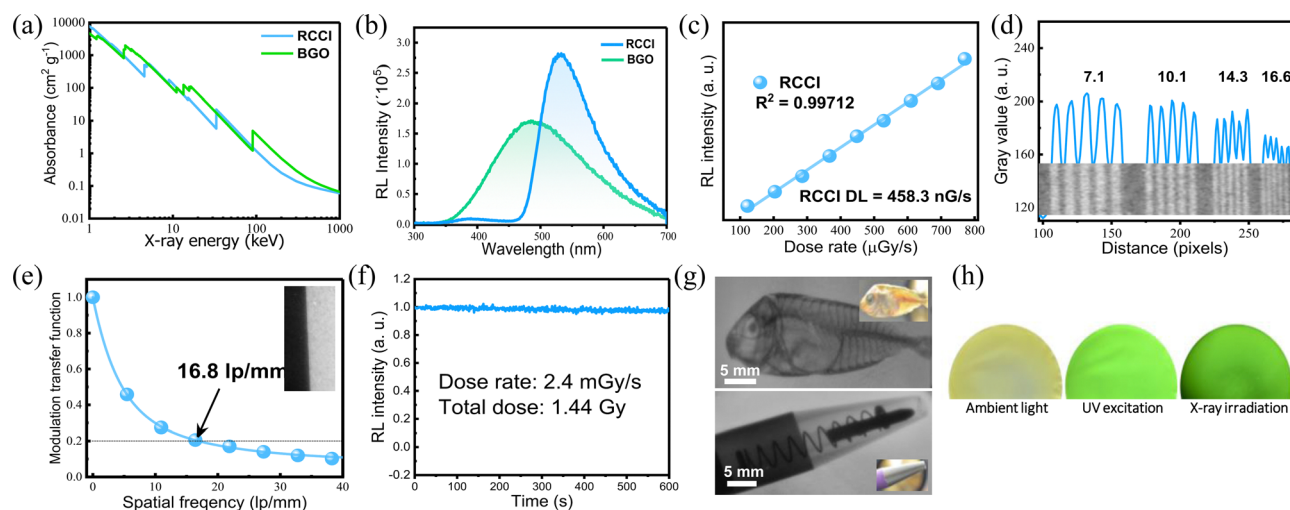 (a)
Absorbance (cm² g⁻¹)
10000
1000
100
10
1
0.1
0.01
RCCI
BGO
1
10
100
1000
X-ray energy (keV)
(b)
RL Intensity (´10⁵)
3.0
2.5
2.0
1.5
1.0
0.5
0.0
RCCI
BGO
300
400
500
600
700
Wavelength (nm)
(c)
RL intensity (a. u.)
RCCI
R² = 0.99712
RCCI DL = 458.3 nG/s
100 200 300 400 500 600 700 800
Dose rate (μGy/s)
(d)
Gray value (a. u.)
240
200
160
120
7.1
10.1
14.3
16.6
100
150
200
250
Distance (pixels)
(e)
Modulation transfer function
1.0
0.8
0.6
0.4
0.2
0.0
16.8 lp/mm
0
10
20
30
40
Spatial freqency (lp/mm)
(f)
RL intensity (a. u.)
1.2
1.0
0.8
0.6
0.4
0.2
0.0
-0.2
Dose rate: 2.4 mGy/s
Total dose: 1.44 Gy
0 100 200 300 400 500 600
Time (s)
(g)
5 mm
5 mm
(h)
Ambient light
UV excitation
X-ray irradiation